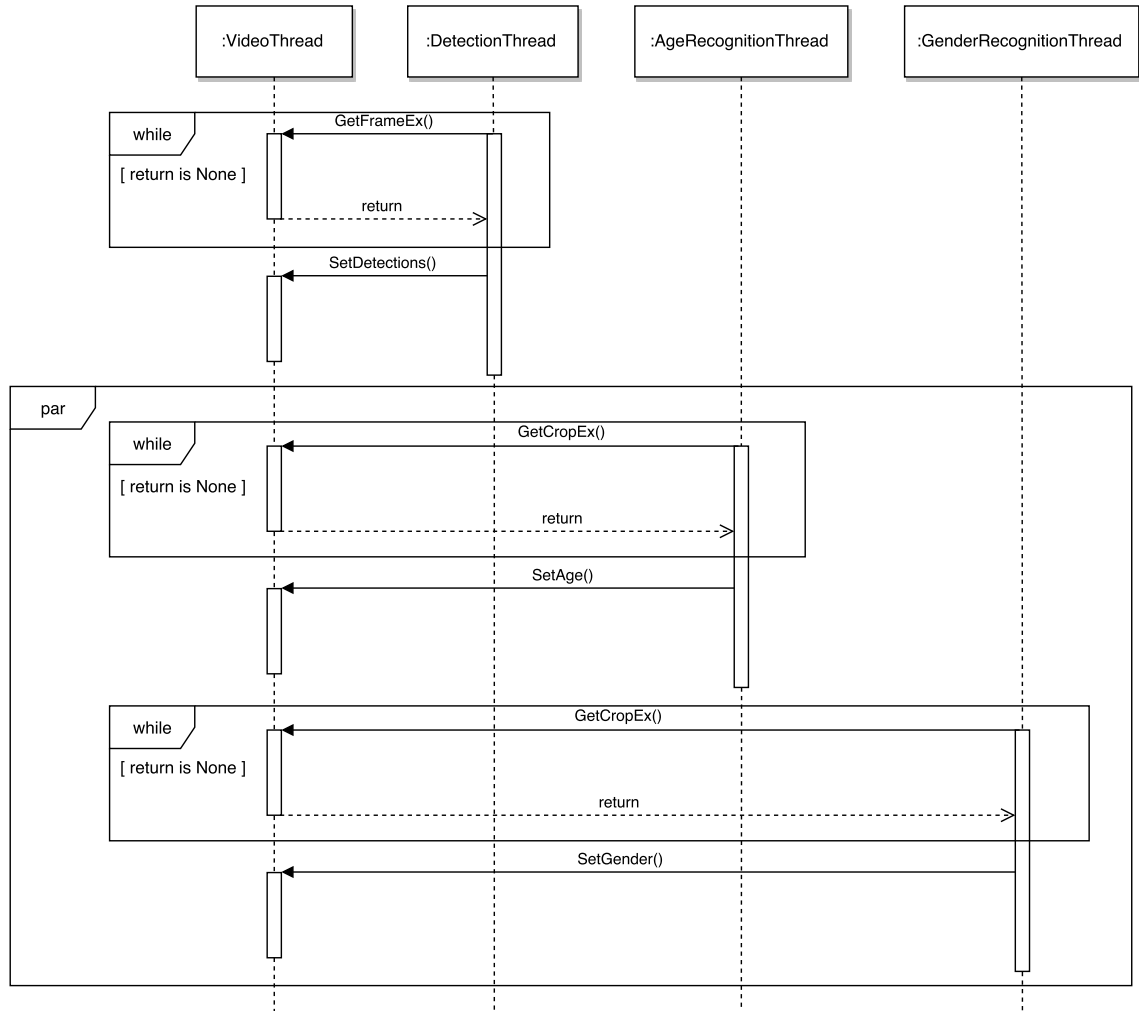 :VideoThread
:DetectionThread
:AgeRecognitionThread
:GenderRecognitionThread
while
GetFrameEx()
[ return is None ]
return
SetDetections()
par
while
GetCropEx()
[ return is None ]
return
SetAge()
while
GetCropEx()
[ return is None ]
return
SetGender()